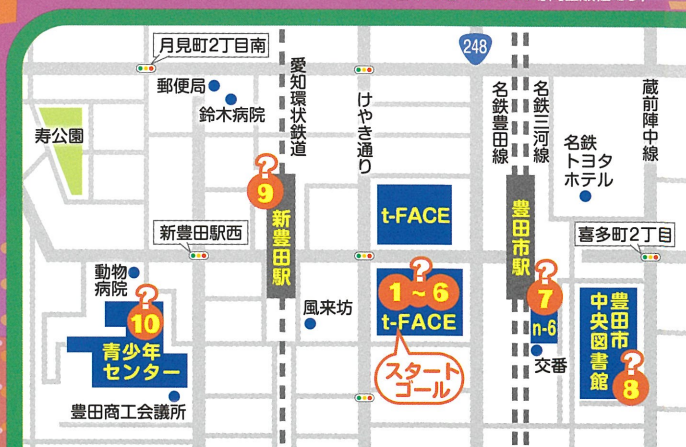 月見町2丁目南
248
郵便局
鈴木病院
愛知環状鉄道
けやき通り
名鉄豊田線
名鉄三河線
蔵前陣中線
寿公園
名鉄
トヨタ
ホテル
?
9
新豊田駅
t-FACE
豊田市駅
新豊田駅西
喜多町2丁目
動物
病院
?
10
青少年
センター
豊田商工会議所
風来坊
?
1~6
t-FACE
スタート
ゴール
?
7
n-6
交番
豊田市
中央図書館
?
8